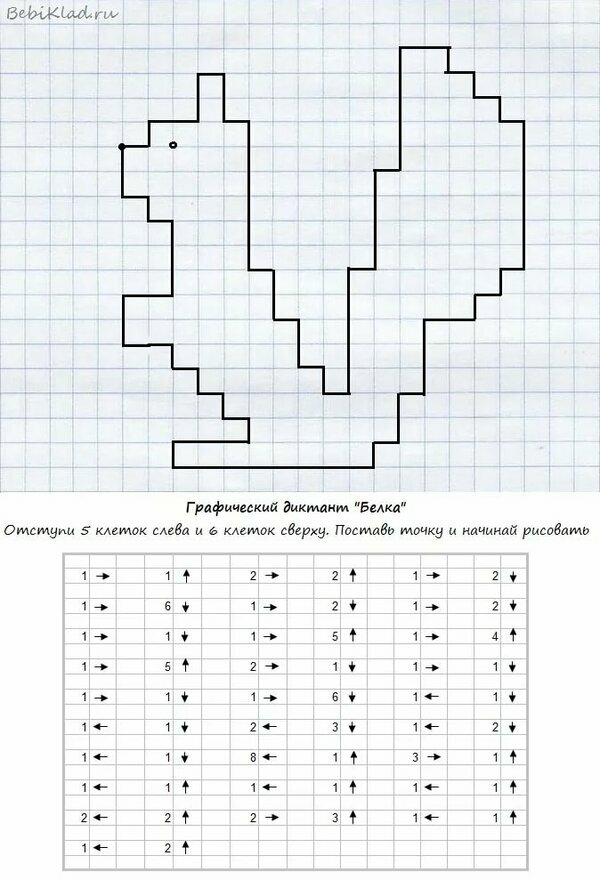 BebiKlad.ru
Графический диктант "Белка"
Отступи 5 клеток слева и 6 клеток сверху. Поставь точку и начинай рисовать
1 → 1 ↑ 2 → 2 ↑ 1 → 2 ↓
1 → 6 ↓ 1 → 2 ↓ 1 → 2 ↓
1 → 1 ↓ 1 → 5 ↑ 1 → 4 ↑
1 → 5 ↑ 2 → 1 ↓ 1 → 1 ↓
1 → 1 ↓ 1 → 6 ↓ 1 ← 1 ↓
1 ← 1 ↓ 2 ← 3 ↓ 1 ← 2 ↓
1 ← 1 ↓ 8 ← 1 ↑ 3 → 1 ↑
1 ← 1 ↑ 1 ← 1 ↑ 1 ← 1 ↑
2 ← 2 ↑ 2 → 3 ↑ 1 ← 1 ↑
1 ← 2 ↑